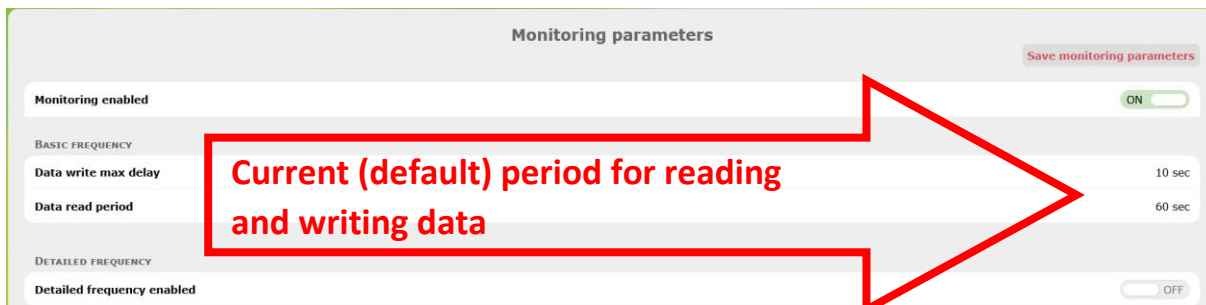 Monitoring parameters
Save monitoring parameters
Monitoring enabled
ON
BASIC FREQUENCY
Data write max delay
10 sec
Data read period
60 sec
Current (default) period for reading
and writing data
DETAILED FREQUENCY
Detailed frequency enabled
OFF